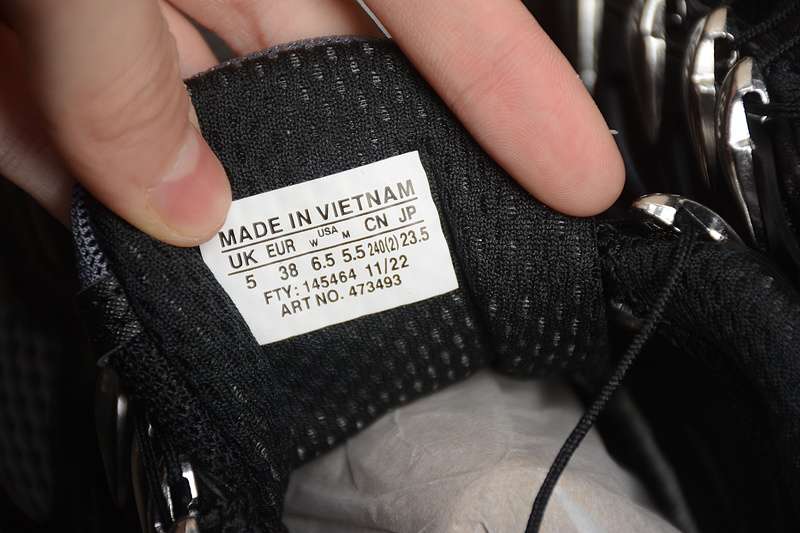 MADE IN VIETNAM
UK EUR W USA M CN JP
5 38 6.5 5.5 240(2) 23.5
FTY: 145464 11/22
ART NO. 473493